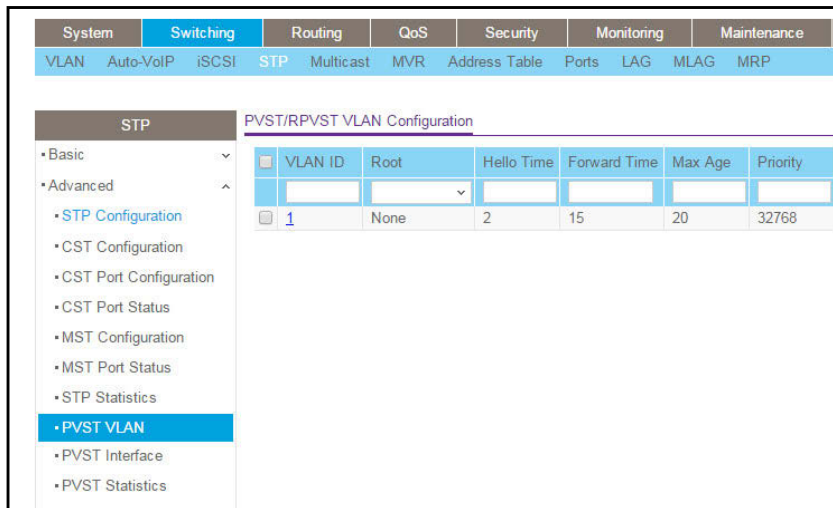 System Switching Routing QoS Security Monitoring Maintenance
VLAN Auto-VoIP iSCSI STP Multicast MVR Address Table Ports LAG MLAG MRP
STP
Basic
Advanced
STP Configuration
CST Configuration
CST Port Configuration
CST Port Status
MST Configuration
MST Port Status
STP Statistics
PVST VLAN
PVST Interface
PVST Statistics
PVST/RPVST VLAN Configuration
VLAN ID Root Hello Time Forward Time Max Age Priority
1 None 2 15 20 32768